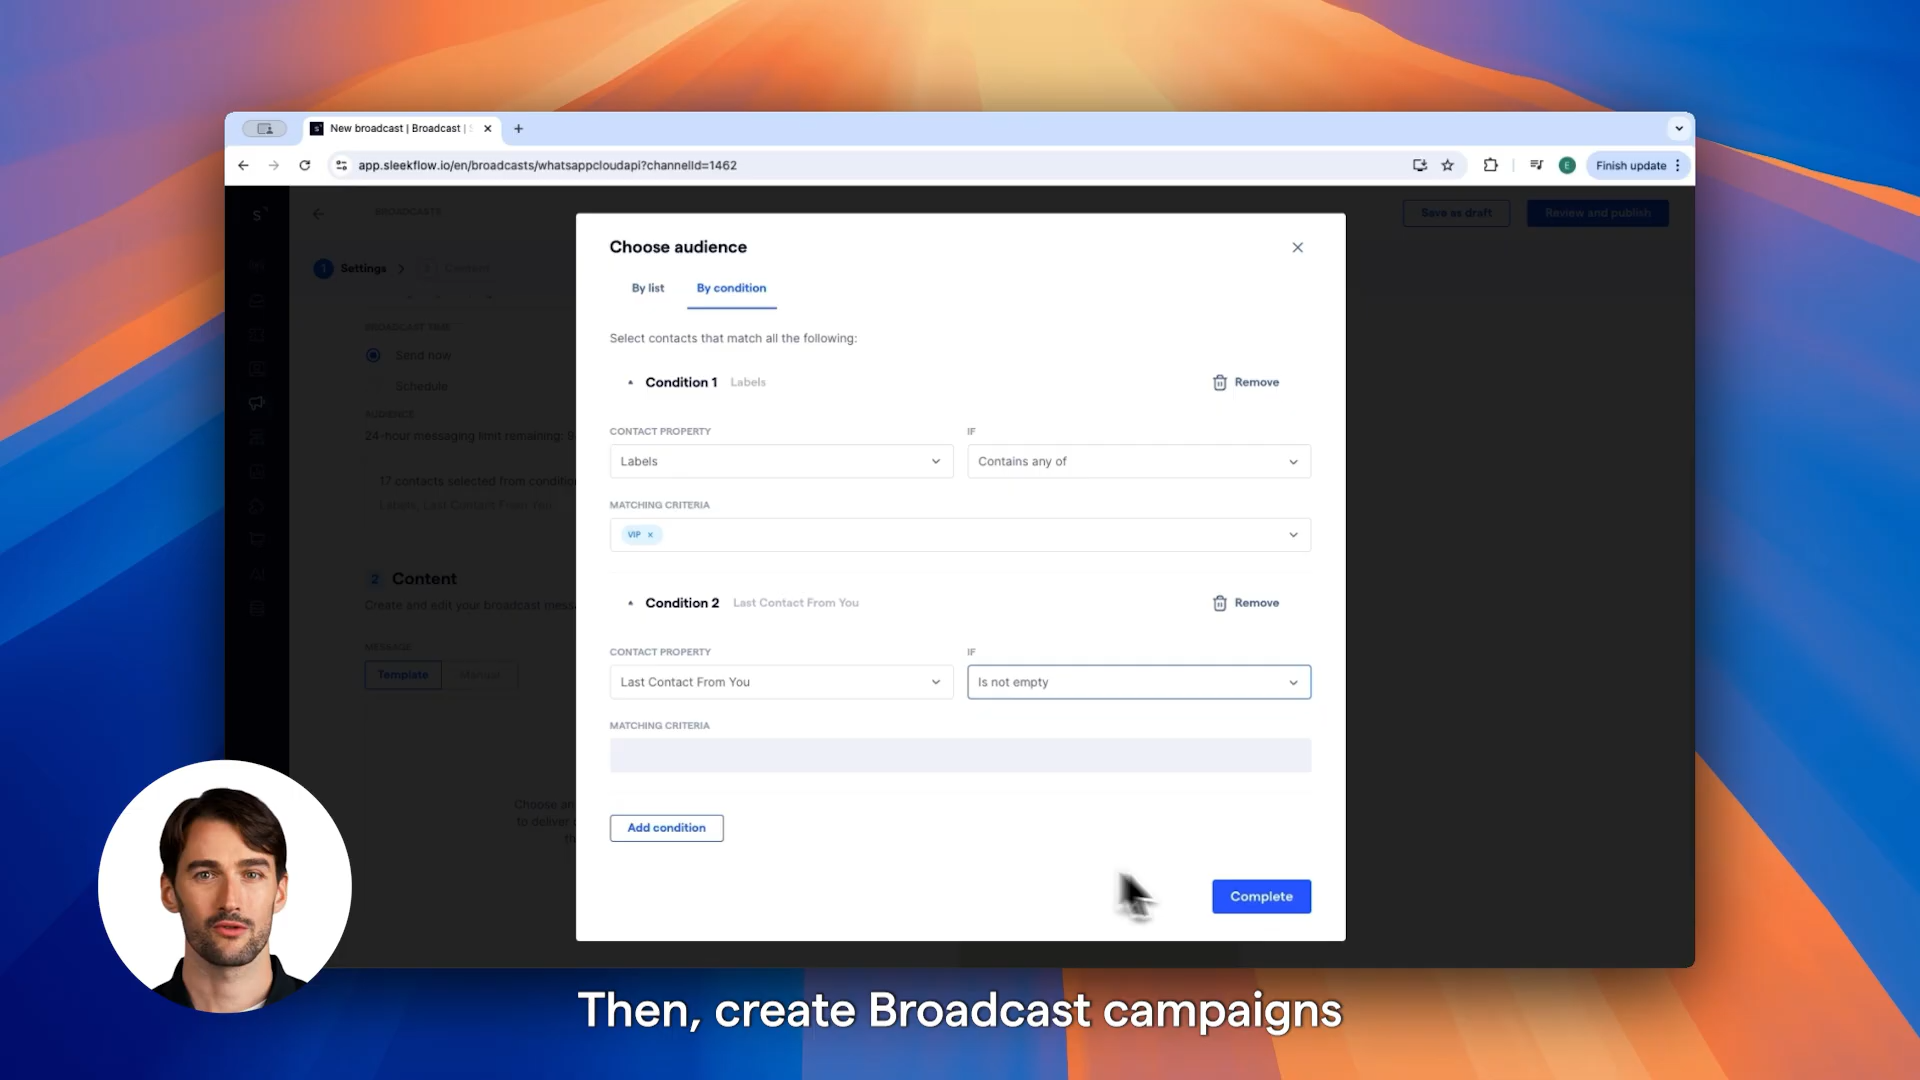 New broadcast | Broadcast |
app.sleekflow.io/en/broadcasts/whatsappcloudapi?channelId=1462
E
Finish update
BROADCASTS
Save as draft
Review and publish
1 Settings
2 Content
BROADCAST TIME
Send now
Schedule
AUDIENCE
24-hour messaging limit remaining: 9
17 contacts selected from condition
Labels, Last Contact From You
2 Content
Create and edit your broadcast mess
MESSAGE
Template
Manual
Choose an
to deliver
th
Choose audience
By list
By condition
Select contacts that match all the following:
Condition 1 Labels
Remove
CONTACT PROPERTY
IF
Labels
Contains any of
MATCHING CRITERIA
VIP
Condition 2 Last Contact From You
Remove
CONTACT PROPERTY
IF
Last Contact From You
Is not empty
MATCHING CRITERIA
Add condition
Complete
Then, create Broadcast campaigns